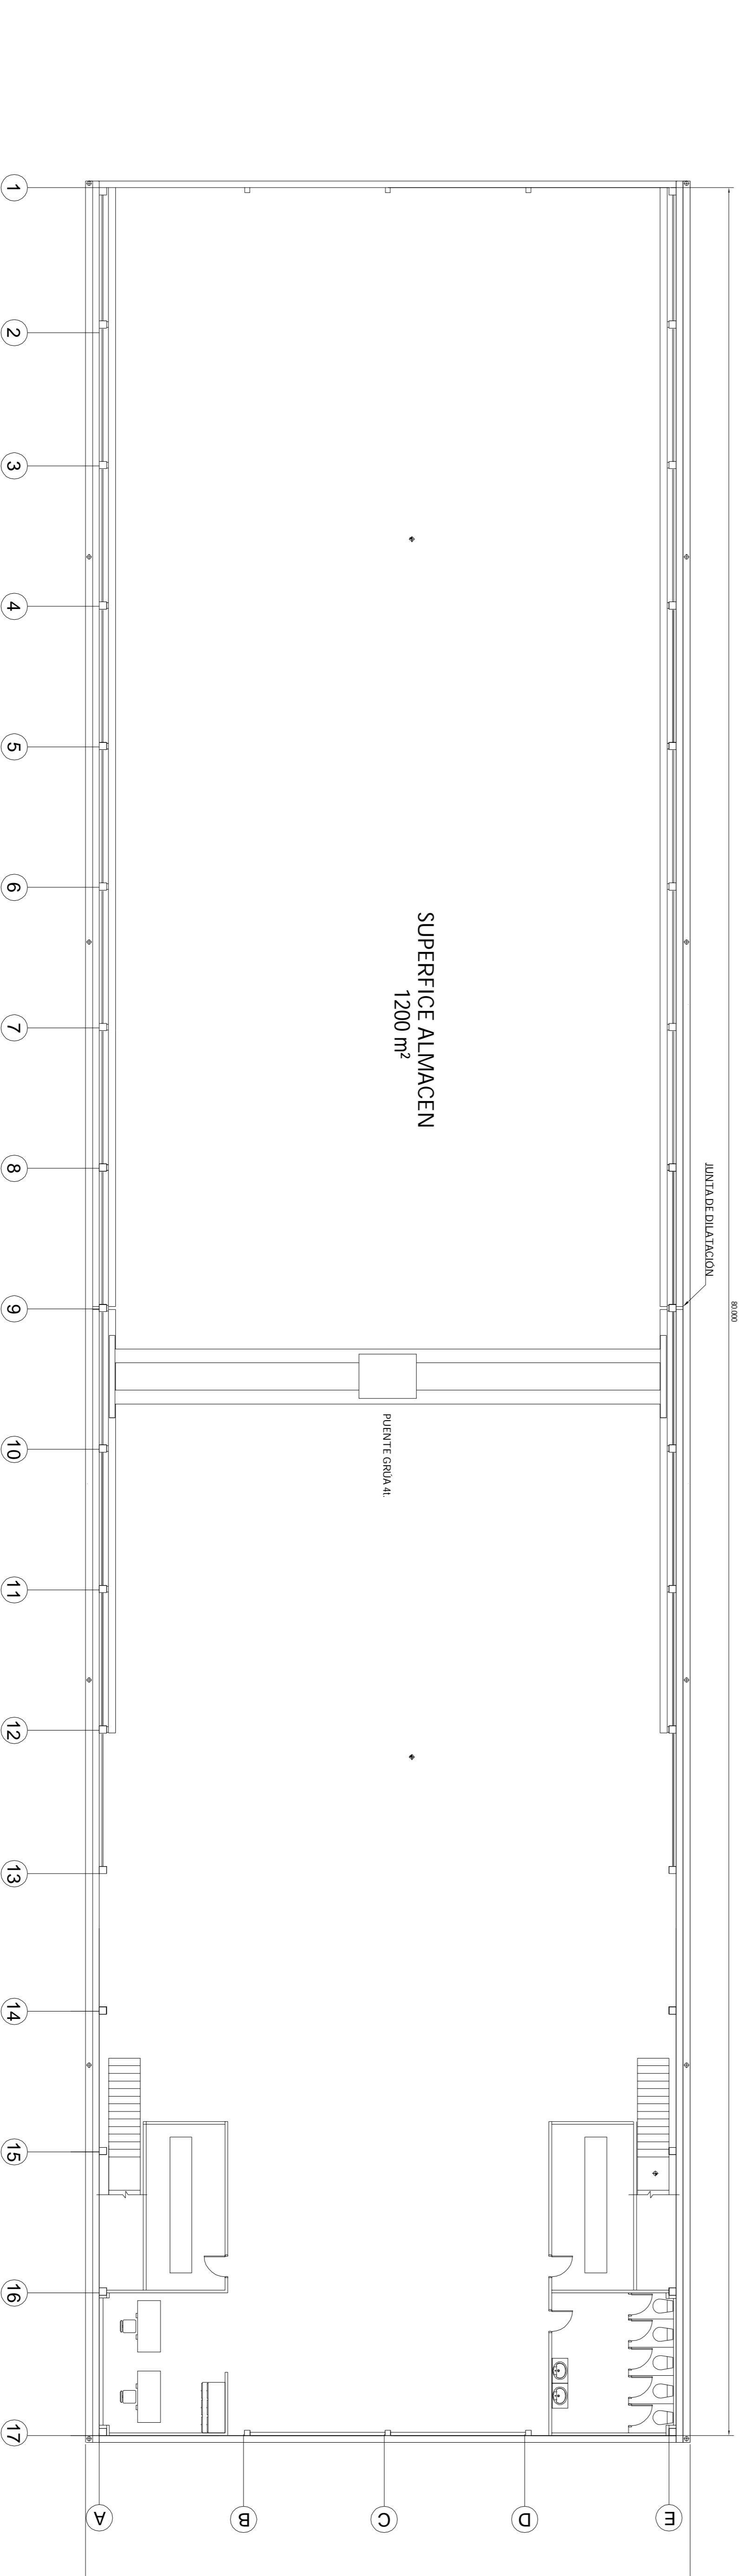 1
2
3
4
5
6
7
8
9
10
11
12
13
14
15
16
17
SUPERFICE ALMACEN
1200 m²
JUNTA DE DILATACIÓN
80.000
PUENTE GRÚA 4t.
A
B
C
D
E